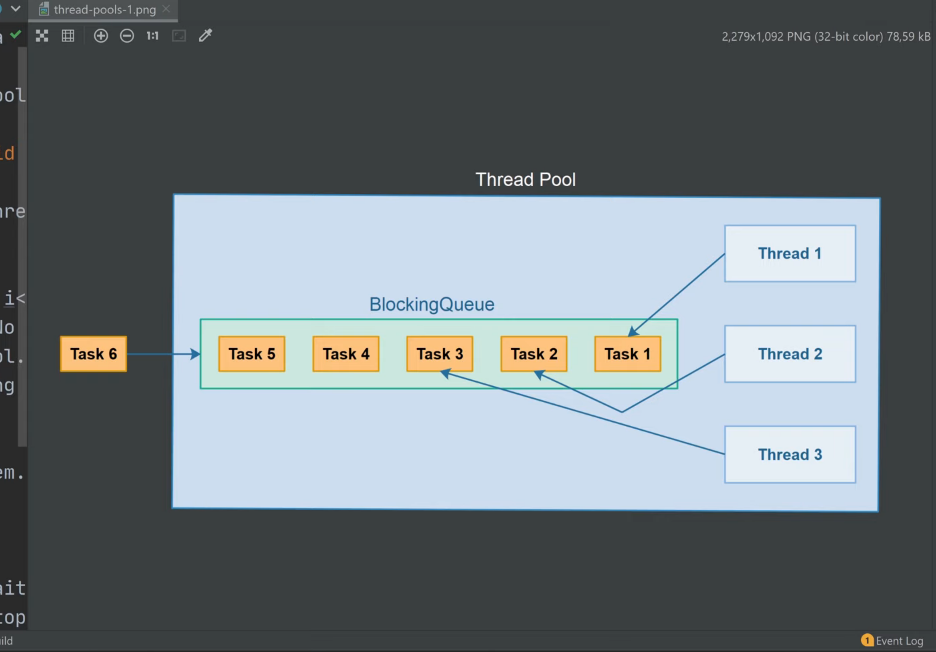 thread-pools-1.png
1:1
2,279x1,092 PNG (32-bit color) 78,59 kB
Thread Pool
Thread 1
BlockingQueue
Task 6
Task 5
Task 4
Task 3
Task 2
Task 1
Thread 2
Thread 3
1 Event Log